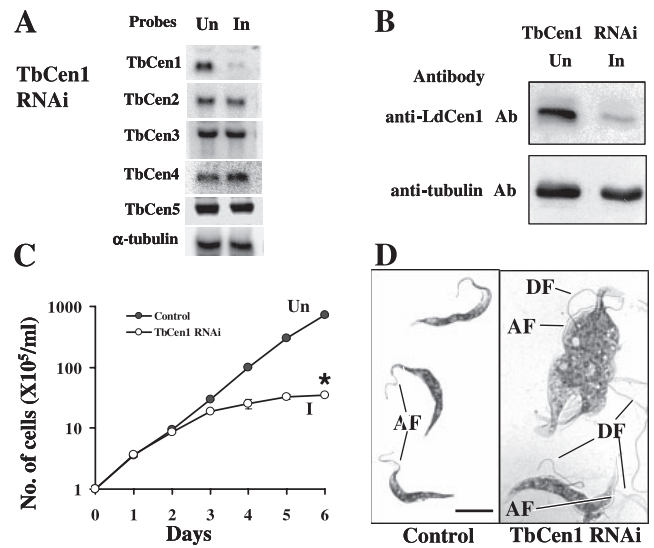 A
Probes Un In
TbCen1 RNAi
TbCen1
TbCen2
TbCen3
TbCen4
TbCen5
α-tubulin
B
TbCen1 RNAi
Un In
Antibody
anti-LdCen1 Ab
anti-tubulin Ab
C
No. of cells (X10⁵/ml)
1000
100
10
1
Control
TbCen1 RNAi
Un
*
I
0 1 2 3 4 5 6
Days
D
AF
DF
AF
DF
AF
Control
TbCen1 RNAi